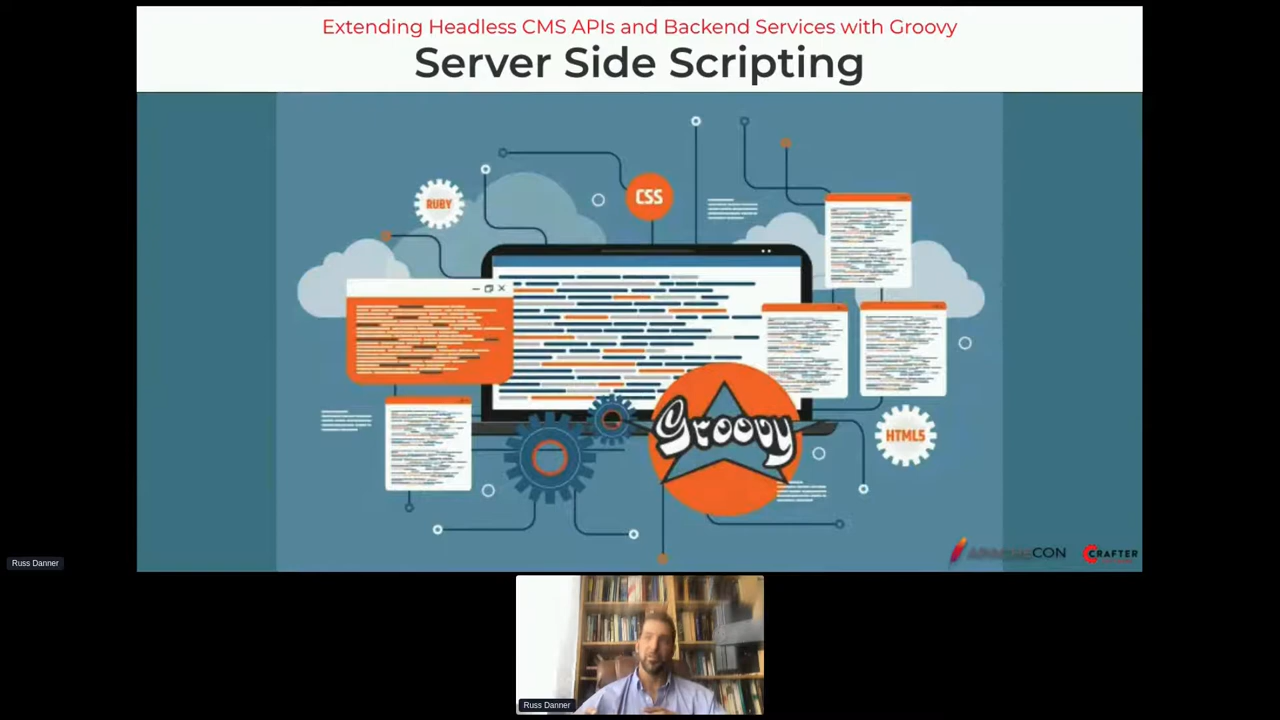 Extending Headless CMS APIs and Backend Services with Groovy
Server Side Scripting
RUBY
CSS
Groovy
HTML5
APACHECON
CRAFTER
Russ Danner
Russ Danner